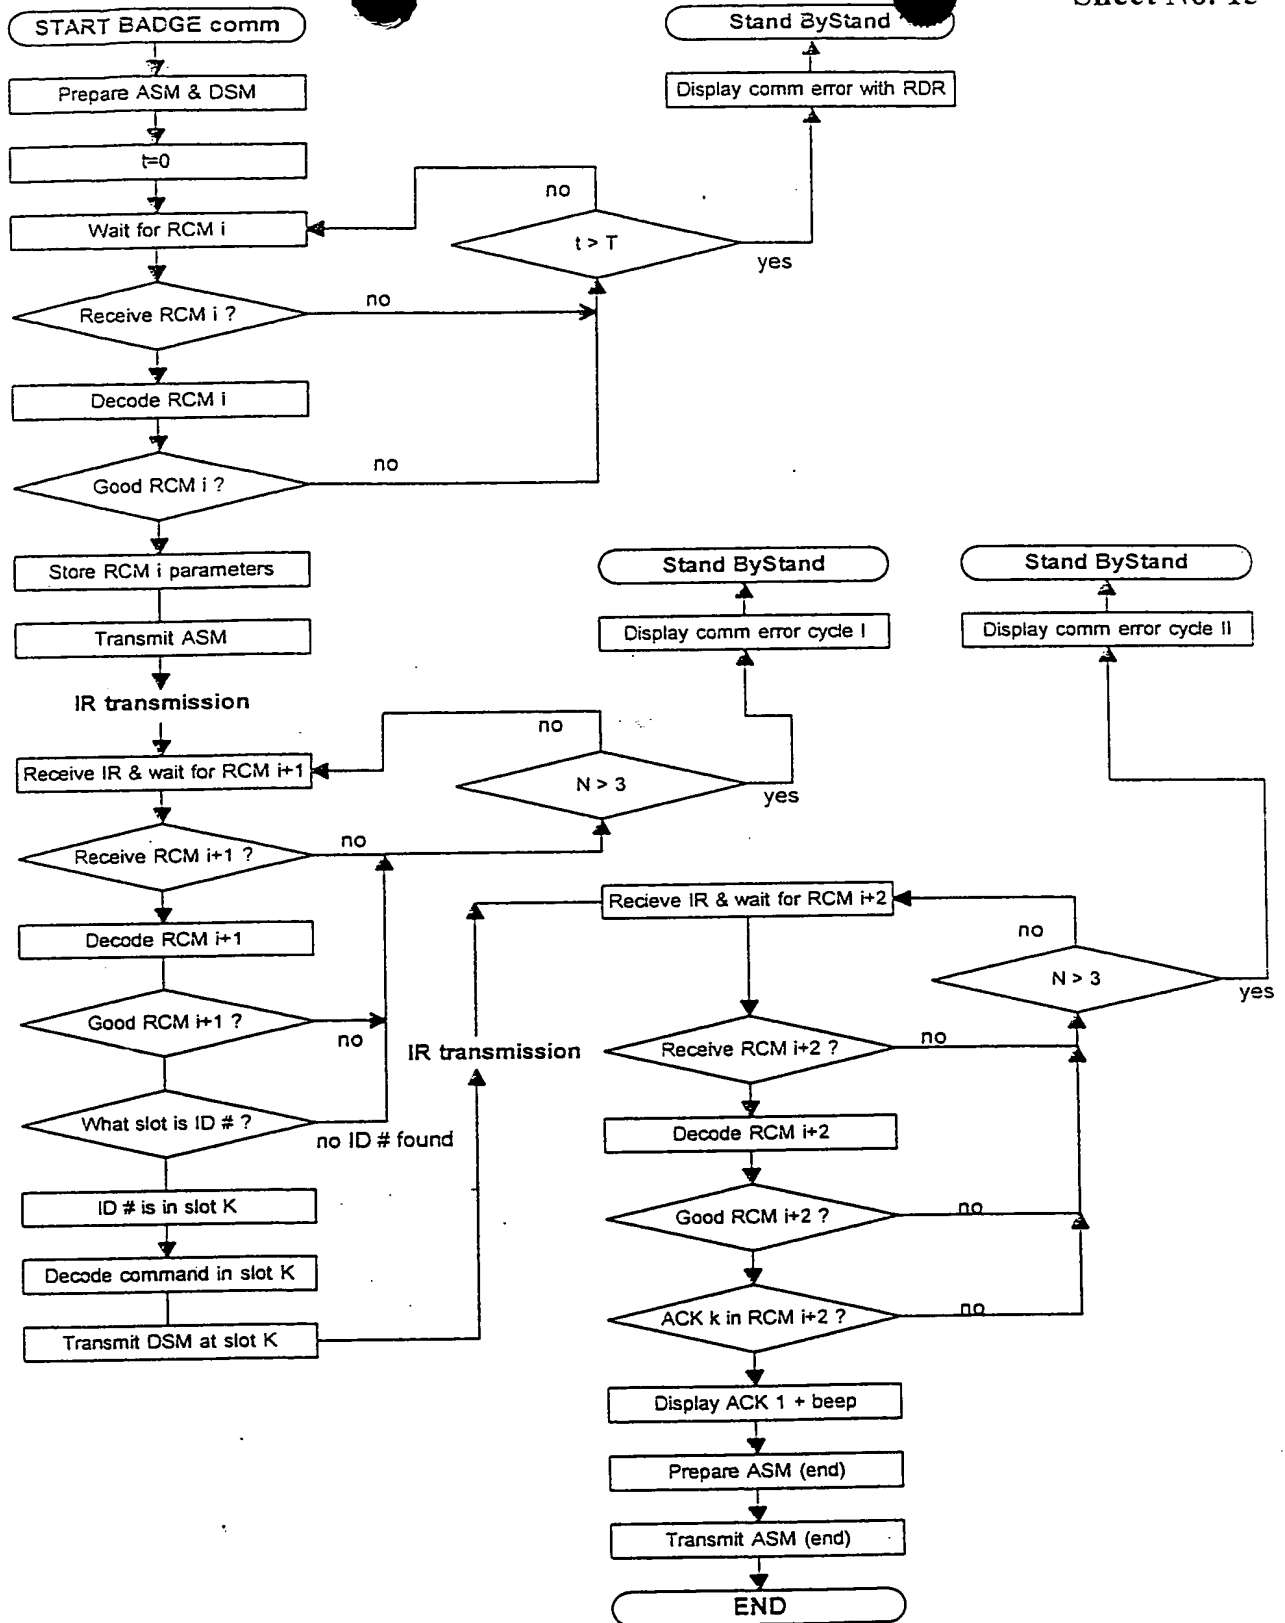 Sheet No.
START BADGE comm
Prepare ASM & DSM
t=0
Wait for RCM i
Receive RCM i ?
no
Decode RCM i
Good RCM i ?
no
Store RCM i parameters
Transmit ASM
IR transmission
Receive IR & wait for RCM i+1
Receive RCM i+1 ?
no
Decode RCM i+1
Good RCM i+1 ?
no
What slot is ID # ?
no ID # found
ID # is in slot K
Decode command in slot K
Transmit DSM at slot K
Stand ByStand
Display comm error with RDR
no
t > T
yes
Stand ByStand
Display comm error cycle I
no
N > 3
yes
IR transmission
Stand ByStand
Display comm error cycle II
Recieve IR & wait for RCM i+2
no
N > 3
yes
Receive RCM i+2 ?
no
Decode RCM i+2
Good RCM i+2 ?
no
ACK k in RCM i+2 ?
no
Display ACK 1 + beep
Prepare ASM (end)
Transmit ASM (end)
END